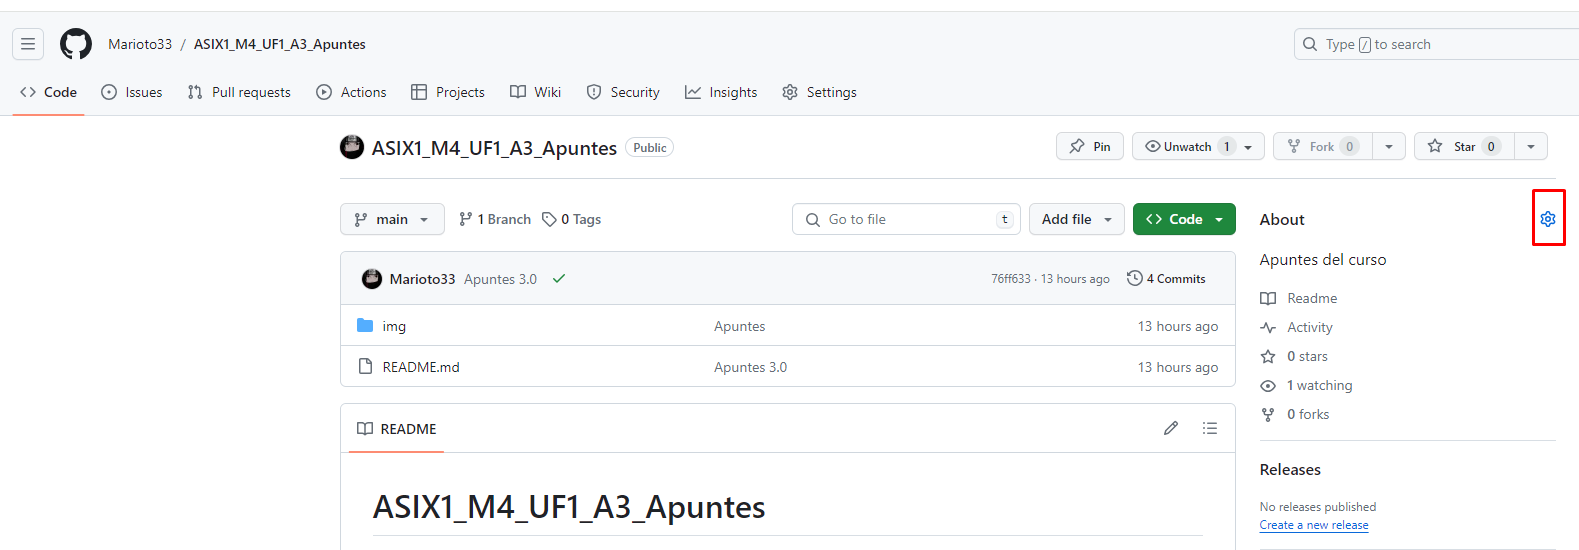 Marioto33 / ASIX1_M4_UF1_A3_Apuntes
Type / to search
Code Issues Pull requests Actions Projects Wiki Security Insights Settings
ASIX1_M4_UF1_A3_Apuntes Public
Pin Unwatch 1 Fork 0 Star 0
main 1 Branch 0 Tags Go to file t Add file Code
About
Apuntes del curso
Marioto33 Apuntes 3.0 76ff633 · 13 hours ago 4 Commits
img Apuntes 13 hours ago
README.md Apuntes 3.0 13 hours ago
Readme
Activity
0 stars
1 watching
0 forks
README
ASIX1_M4_UF1_A3_Apuntes
Releases
No releases published
Create a new release